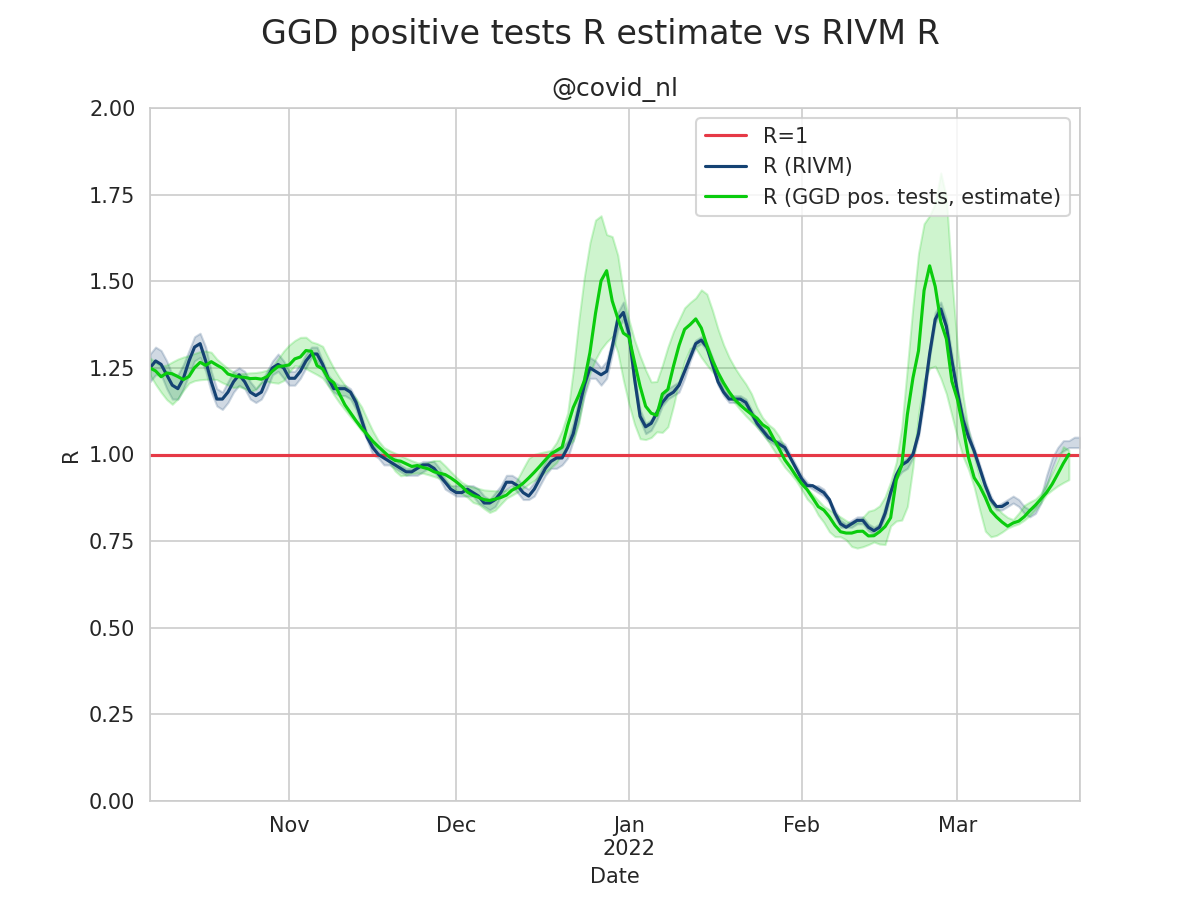 GGD positive tests R estimate vs RIVM R
@covid_nl
R=1
R (RIVM)
R (GGD pos. tests, estimate)
2.00
1.75
1.50
1.25
1.00
0.75
0.50
0.25
0.00
R
Nov
Dec
Jan
2022
Feb
Mar
Date